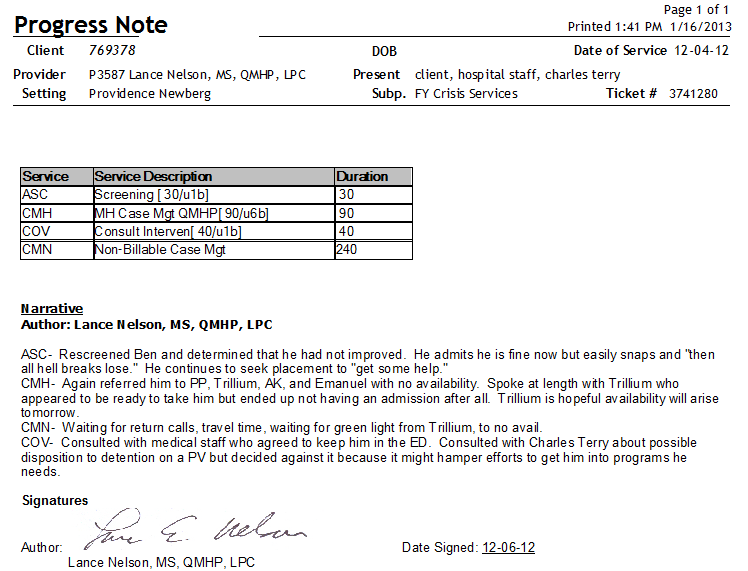 Page 1 of 1
Progress Note
Printed 1:41 PM 1/16/2013
Client 769378 DOB Date of Service 12-04-12
Provider P3587 Lance Nelson, MS, QMHP, LPC Present client, hospital staff, charles terry
Setting Providence Newberg Subp. FY Crisis Services Ticket # 3741280
Service Service Description Duration
ASC Screening [ 30/u1b] 30
CMH MH Case Mgt QMHP[ 90/u6b] 90
COV Consult Interven[ 40/u1b] 40
CMN Non-Billable Case Mgt 240
Narrative
Author: Lance Nelson, MS, QMHP, LPC
ASC- Rescreened Ben and determined that he had not improved. He admits he is fine now but easily snaps and "then
all hell breaks lose." He continues to seek placement to "get some help."
CMH- Again referred him to PP, Trillium, AK, and Emanuel with no availability. Spoke at length with Trillium who
appeared to be ready to take him but ended up not having an admission after all. Trillium is hopeful availability will arise
tomorrow.
CMN- Waiting for return calls, travel time, waiting for green light from Trillium, to no avail.
COV- Consulted with medical staff who agreed to keep him in the ED. Consulted with Charles Terry about possible
disposition to detention on a PV but decided against it because it might hamper efforts to get him into programs he
needs.
Signatures
Lance E. Nelson
Author: Date Signed: 12-06-12
Lance Nelson, MS, QMHP, LPC